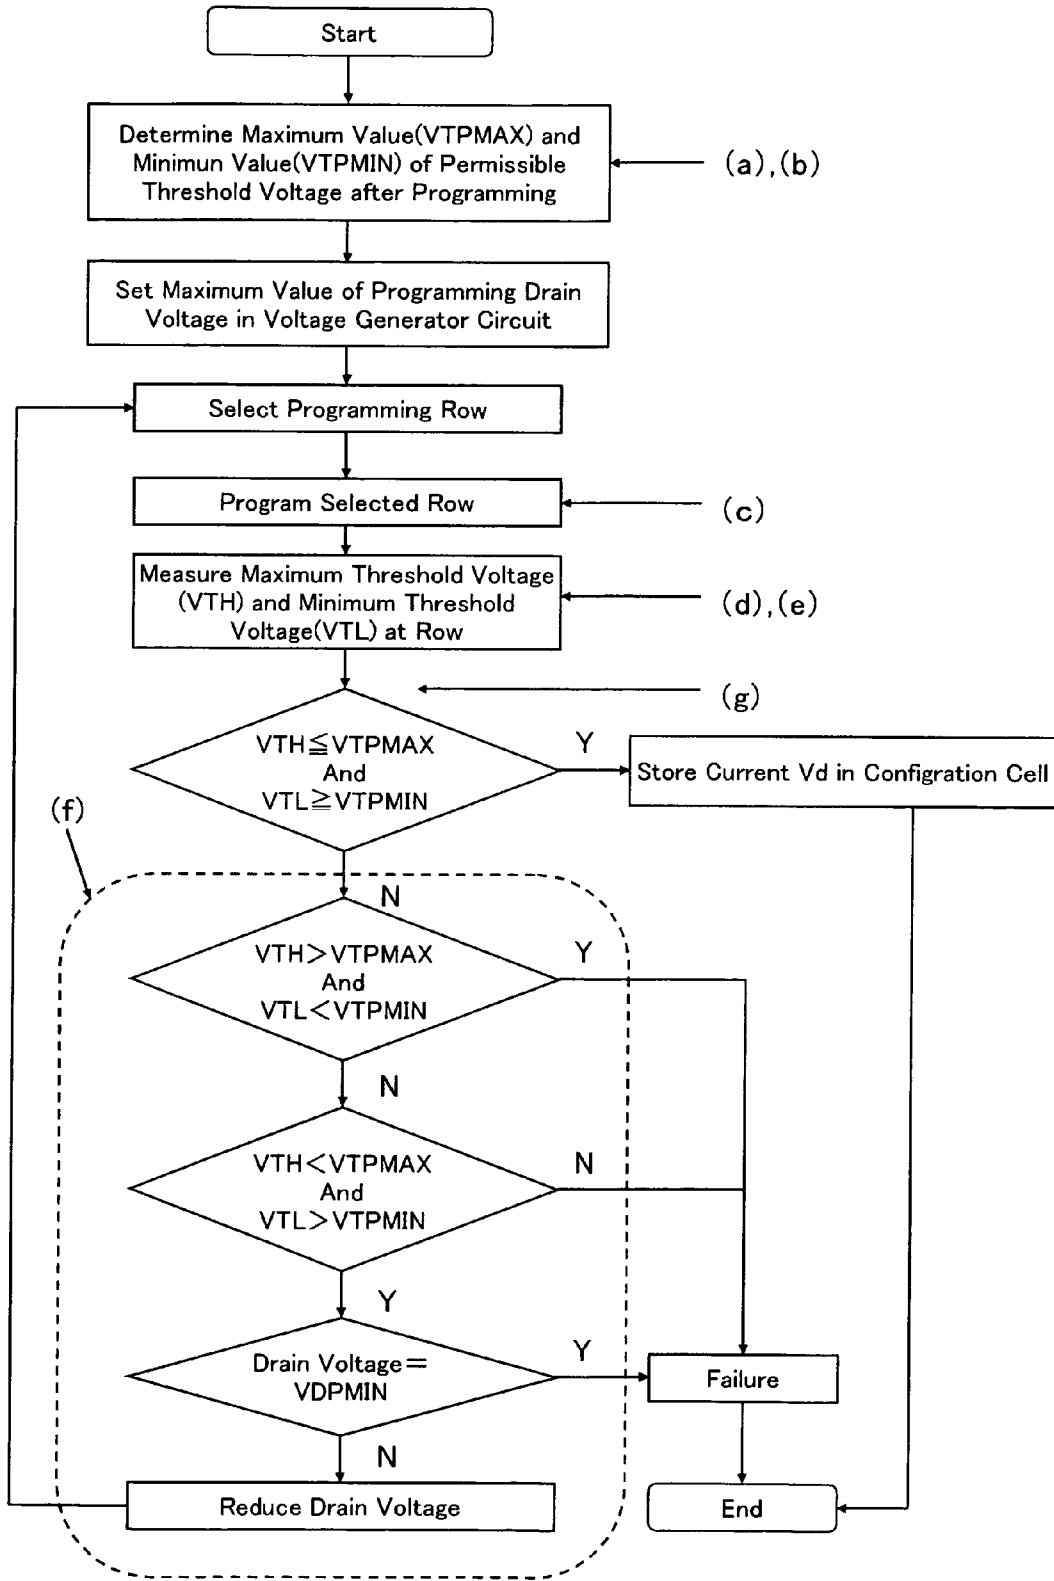 Start
Determine Maximum Value(VTPMAX) and
Minimun Value(VTPMIN) of Permissible
Threshold Voltage after Programming
(a),(b)
Set Maximum Value of Programming Drain
Voltage in Voltage Generator Circuit
Select Programming Row
Program Selected Row
(c)
Measure Maximum Threshold Voltage
(VTH) and Minimum Threshold
Voltage(VTL) at Row
(d),(e)
(g)
VTH≦VTPMAX
And
VTL≧VTPMIN
Y
Store Current Vd in Configration Cell
(f)
N
VTH>VTPMAX
And
VTL<VTPMIN
Y
N
VTH<VTPMAX
And
VTL>VTPMIN
N
Y
Drain Voltage=
VDPMIN
Y
Failure
N
Reduce Drain Voltage
End